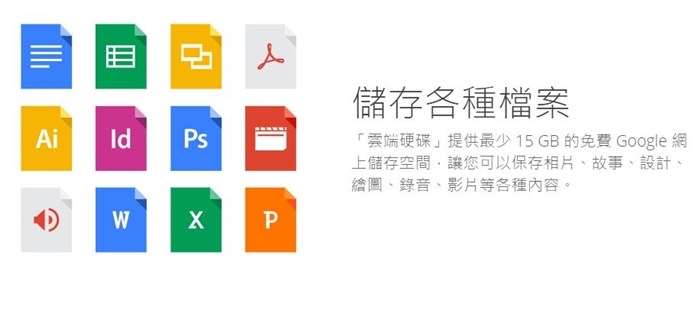 Ai Id Ps
W X P
儲存各種檔案
「雲端硬碟」提供最少 15 GB 的免費 Google 網
上儲存空間，讓您可以保存相片、故事、設計、
繪圖、錄音、影片等各種內容。